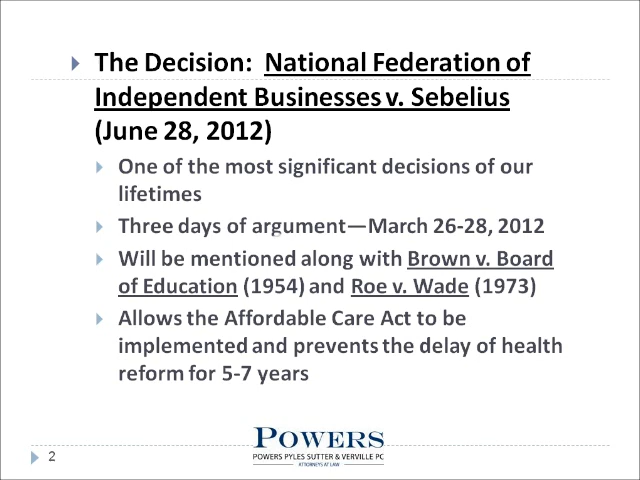 The Decision: National Federation of
Independent Businesses v. Sebelius
(June 28, 2012)
One of the most significant decisions of our
lifetimes
Three days of argument—March 26-28, 2012
Will be mentioned along with Brown v. Board
of Education (1954) and Roe v. Wade (1973)
Allows the Affordable Care Act to be
implemented and prevents the delay of health
reform for 5-7 years
POWERS
POWERS PYLES SUTTER & VERVILLE PC
ATTORNEYS AT LAW
2